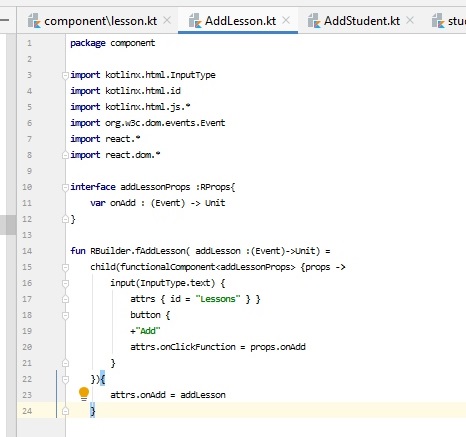 component\lesson.kt × AddLesson.kt × AddStudent.kt ×
1 package component
2
3 import kotlinx.html.InputType
4 import kotlinx.html.id
5 import kotlinx.html.js.*
6 import org.w3c.dom.events.Event
7 import react.*
8 import react.dom.*
9
10 interface addLessonProps :RProps{
11 var onAdd : (Event) -> Unit
12 }
13
14 fun RBuilder.fAddLesson( addLesson :(Event)->Unit) =
15 child(functionalComponent<addLessonProps> {props ->
16 input(InputType.text) {
17 attrs { id = "Lessons" } }
18 button {
19 +"Add"
20 attrs.onClickFunction = props.onAdd
21 }
22 }){
23 attrs.onAdd = addLesson
24 }